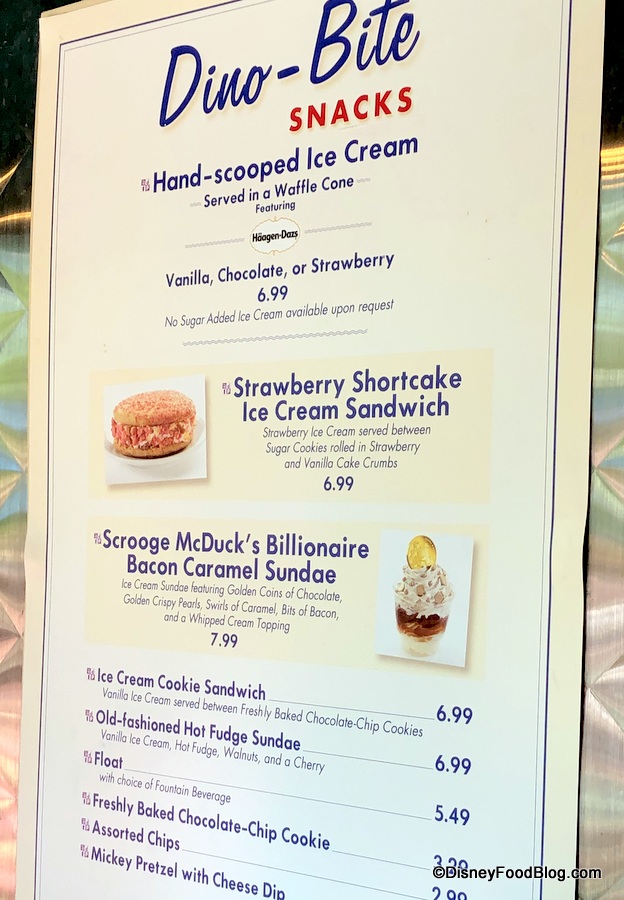 Dino-Bite
SNACKS
Hand-scooped Ice Cream
Served in a Waffle Cone
Featuring
Häagen-Dazs
Vanilla, Chocolate, or Strawberry
6.99
No Sugar Added Ice Cream available upon request
Strawberry Shortcake
Ice Cream Sandwich
Strawberry Ice Cream served between
Sugar Cookies rolled in Strawberry
and Vanilla Cake Crumbs
6.99
Scrooge McDuck's Billionaire
Bacon Caramel Sundae
Ice Cream Sundae featuring Golden Coins of Chocolate,
Golden Crispy Pearls, Swirls of Caramel, Bits of Bacon,
and a Whipped Cream Topping
7.99
Ice Cream Cookie Sandwich 6.99
Vanilla Ice Cream served between Freshly Baked Chocolate-Chip Cookies
Old-fashioned Hot Fudge Sundae 6.99
Vanilla Ice Cream, Hot Fudge, Walnuts, and a Cherry
Float 5.49
with choice of Fountain Beverage
Freshly Baked Chocolate-Chip Cookie
Assorted Chips 2.99
Mickey Pretzel with Cheese Dip
©DisneyFoodBlog.com